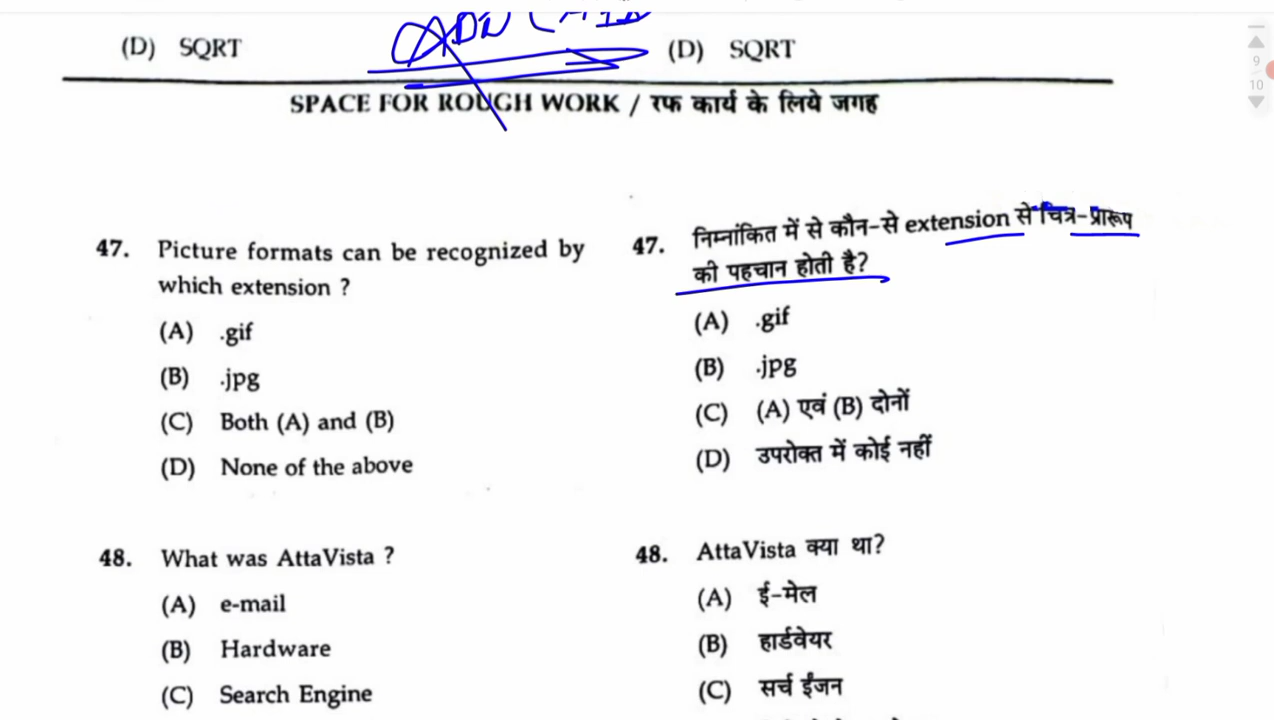 (D) SQRT
(D) SQRT
SPACE FOR ROUGH WORK / रफ कार्य के लिये जगह
47. Picture formats can be recognized by
which extension ?
(A) .gif
(B) .jpg
(C) Both (A) and (B)
(D) None of the above
48. What was AttaVista ?
(A) e-mail
(B) Hardware
(C) Search Engine
47. निम्नांकित में से कौन-से extension से चित्र-प्रारूप
की पहचान होती है?
(A) .gif
(B) .jpg
(C) (A) एवं (B) दोनों
(D) उपरोक्त में कोई नहीं
48. AttaVista क्या था?
(A) ई-मेल
(B) हार्डवेयर
(C) सर्च ईंजन
9
10